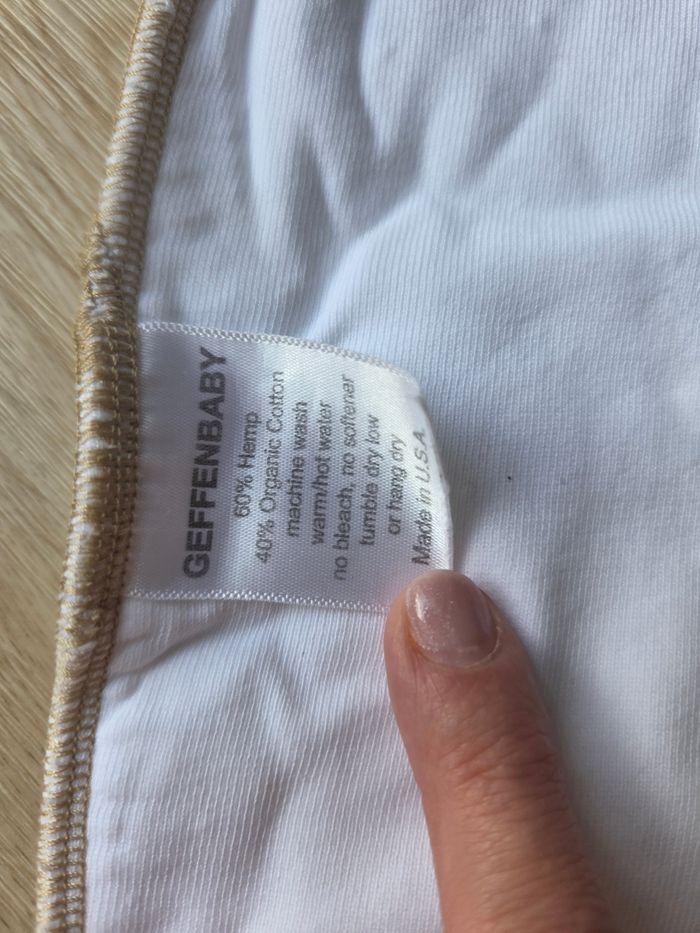 GEFFENBABY
60% Hemp
40% Organic Cotton
machine wash
warm/hot water
no bleach, no softener
tumble dry low
or hang dry
Made in U.S.A.